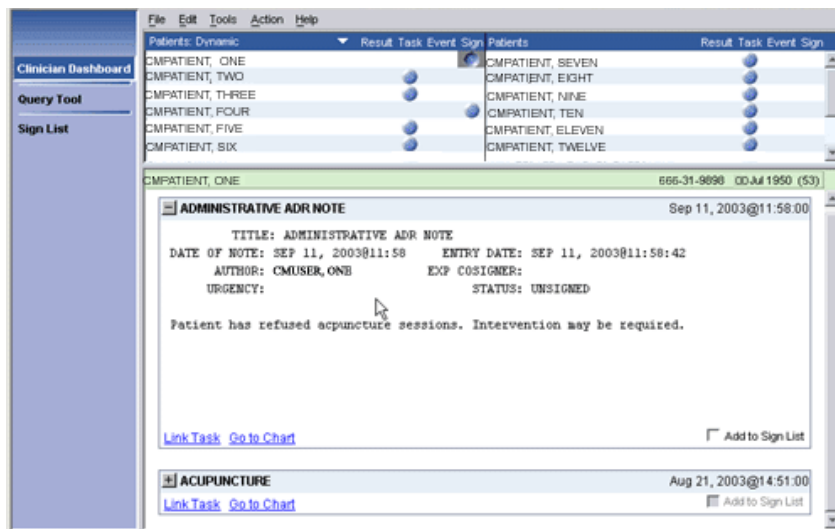 File Edit Tools Action Help
Patients: Dynamic Result Task Event Sign Patients Result Task Event Sign
Clinician Dashboard
Query Tool
Sign List
CMPATIENT, ONE CMPATIENT, SEVEN
CMPATIENT, TWO CMPATIENT, EIGHT
CMPATIENT, THREE CMPATIENT, NINE
CMPATIENT, FOUR CMPATIENT, TEN
CMPATIENT, FIVE CMPATIENT, ELEVEN
CMPATIENT, SIX CMPATIENT, TWELVE
CMPATIENT, ONE 666-31-9898 00 Jul 1950 (53)
ADMINISTRATIVE ADR NOTE Sep 11, 2003@11:58:00
TITLE: ADMINISTRATIVE ADR NOTE
DATE OF NOTE: SEP 11, 2003@11:58 ENTRY DATE: SEP 11, 2003@11:58:42
AUTHOR: CMUSER, ONE EXP COSIGNER:
URGENCY: STATUS: UNSIGNED
Patient has refused acpuncture sessions. Intervention may be required.
Link Task Go to Chart Add to Sign List
ACUPUNCTURE Aug 21, 2003@14:51:00
Link Task Go to Chart Add to Sign List